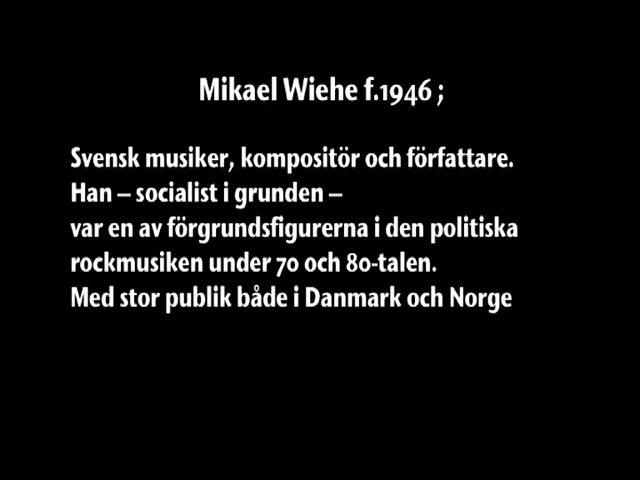 Mikael Wiehe f.1946 ;
Svensk musiker, kompositör och författare.
Han – socialist i grunden –
var en av förgrundsfigurerna i den politiska
rockmusiken under 70 och 80-talen.
Med stor publik både i Danmark och Norge